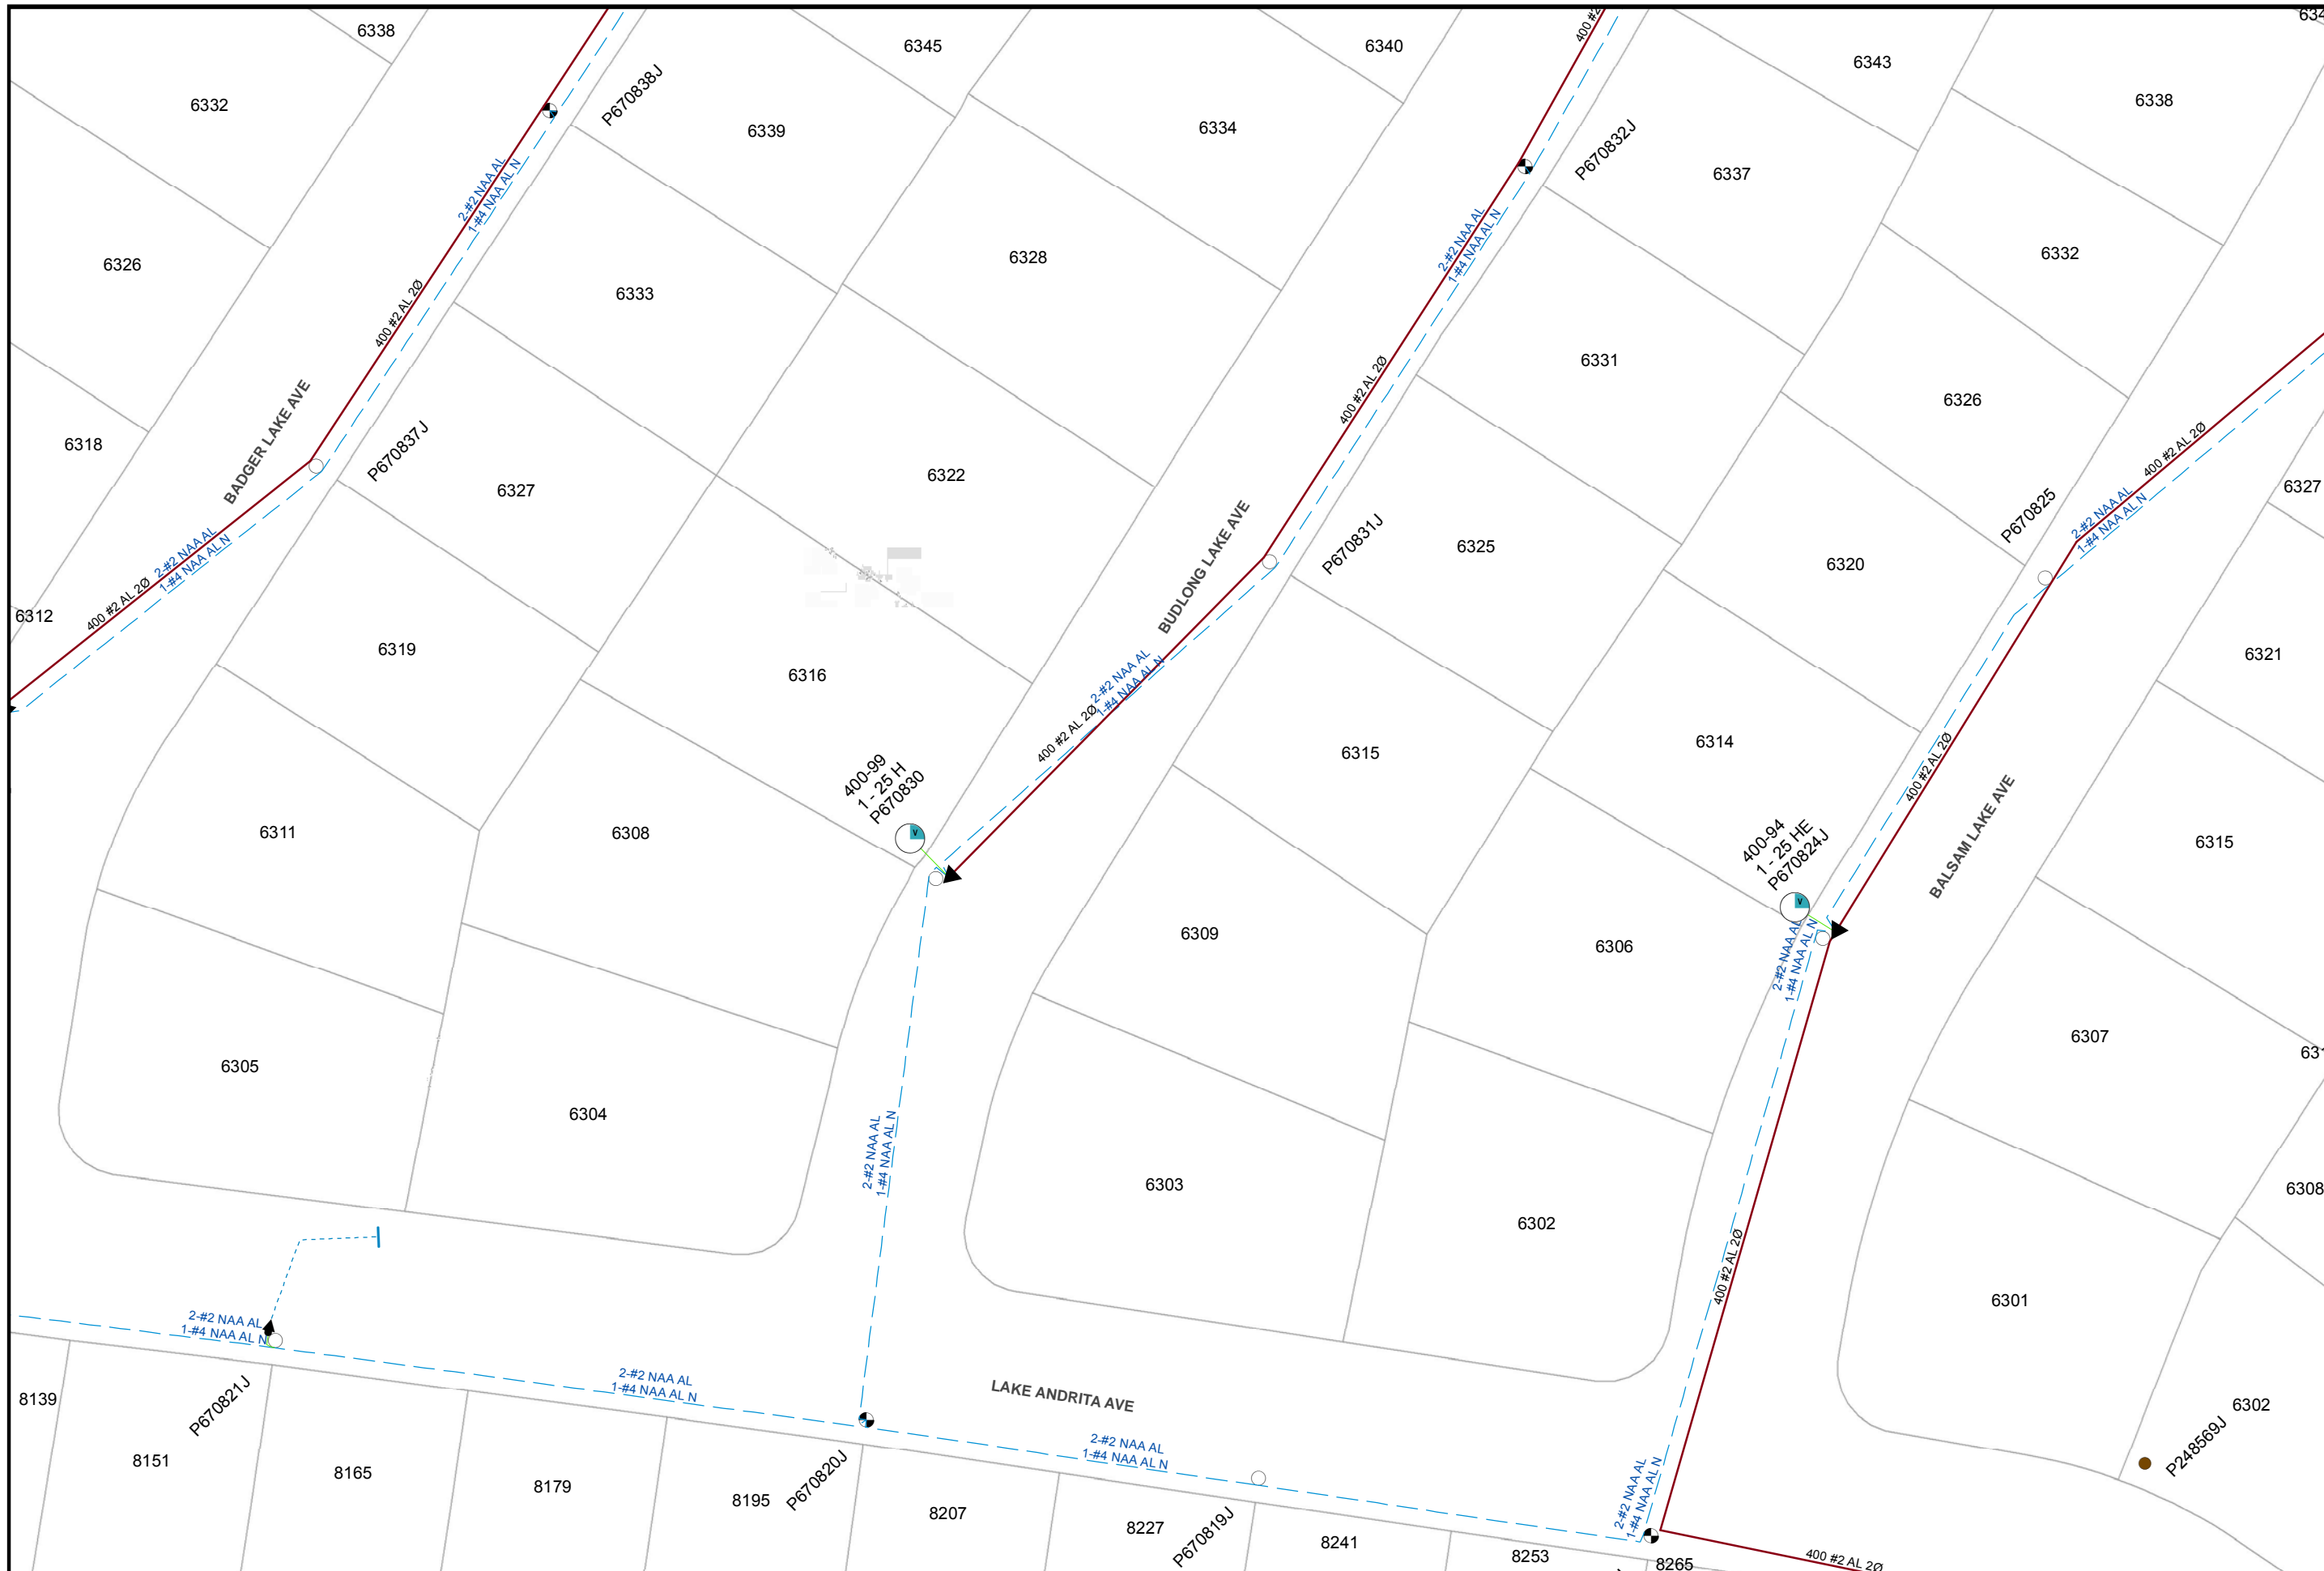 6338
6345
6340
6343
6338
6332
P670838J
6339
6334
P670832J
6337
400 #2
2-#2 NAA AL
1-#4 NAA AL N
6326
6333
6328
2-#2 NAA AL
1-#4 NAA AL N
6332
400 #2 AL 2Ø
6331
400 #2 AL 2Ø
6326
BADGER LAKE AVE
6318
P670837J
6327
6322
400 #2 AL 2Ø
6327
P670825
2-#2 NAA AL
1-#4 NAA AL N
2-#2 NAA AL
1-#4 NAA AL N
BUDLONG LAKE AVE
P670831J
6325
6320
6312
400 #2 AL 2Ø
6319
6316
2-#2 NAA AL
1-#4 NAA AL N
400 #2 AL 2Ø
6321
6315
6314
400 #2 AL 2Ø
400-99
1 - 25 H
P670830
V
6311
6308
400-94
1 - 25 HE
P670824J
V
BALSAM LAKE AVE
6315
6309
6306
2-#2 NAA AL
1-#4 NAA AL N
6307
6305
6304
2-#2 NAA AL
1-#4 NAA AL N
6303
6302
6308
400 #2 AL 2Ø
6301
2-#2 NAA AL
1-#4 NAA AL N
2-#2 NAA AL
1-#4 NAA AL N
LAKE ANDRITA AVE
8139
P670821J
6302
P248569J
2-#2 NAA AL
1-#4 NAA AL N
8151
8165
8179
8195
P670820J
8207
8227
P670819J
8241
8253
2-#2 NAA AL
1-#4 NAA AL N
8265
400 #2 AL 2Ø